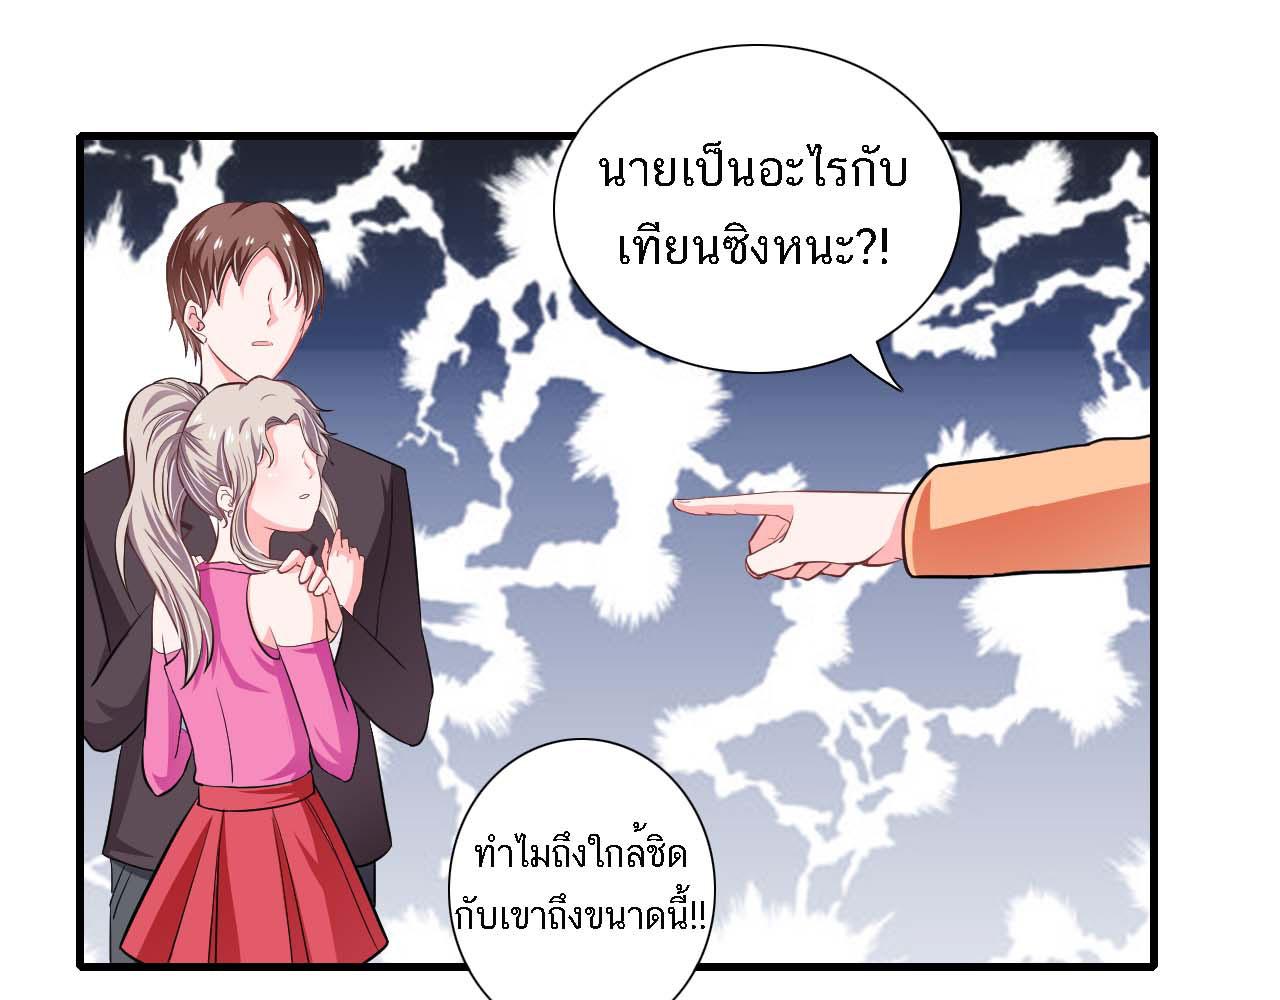 นายเป็นอะไรกับ
เทียนซิงหนะ?!
ทำไมถึงใกล้ชิด
กับเขาถึงขนาดนี้!!